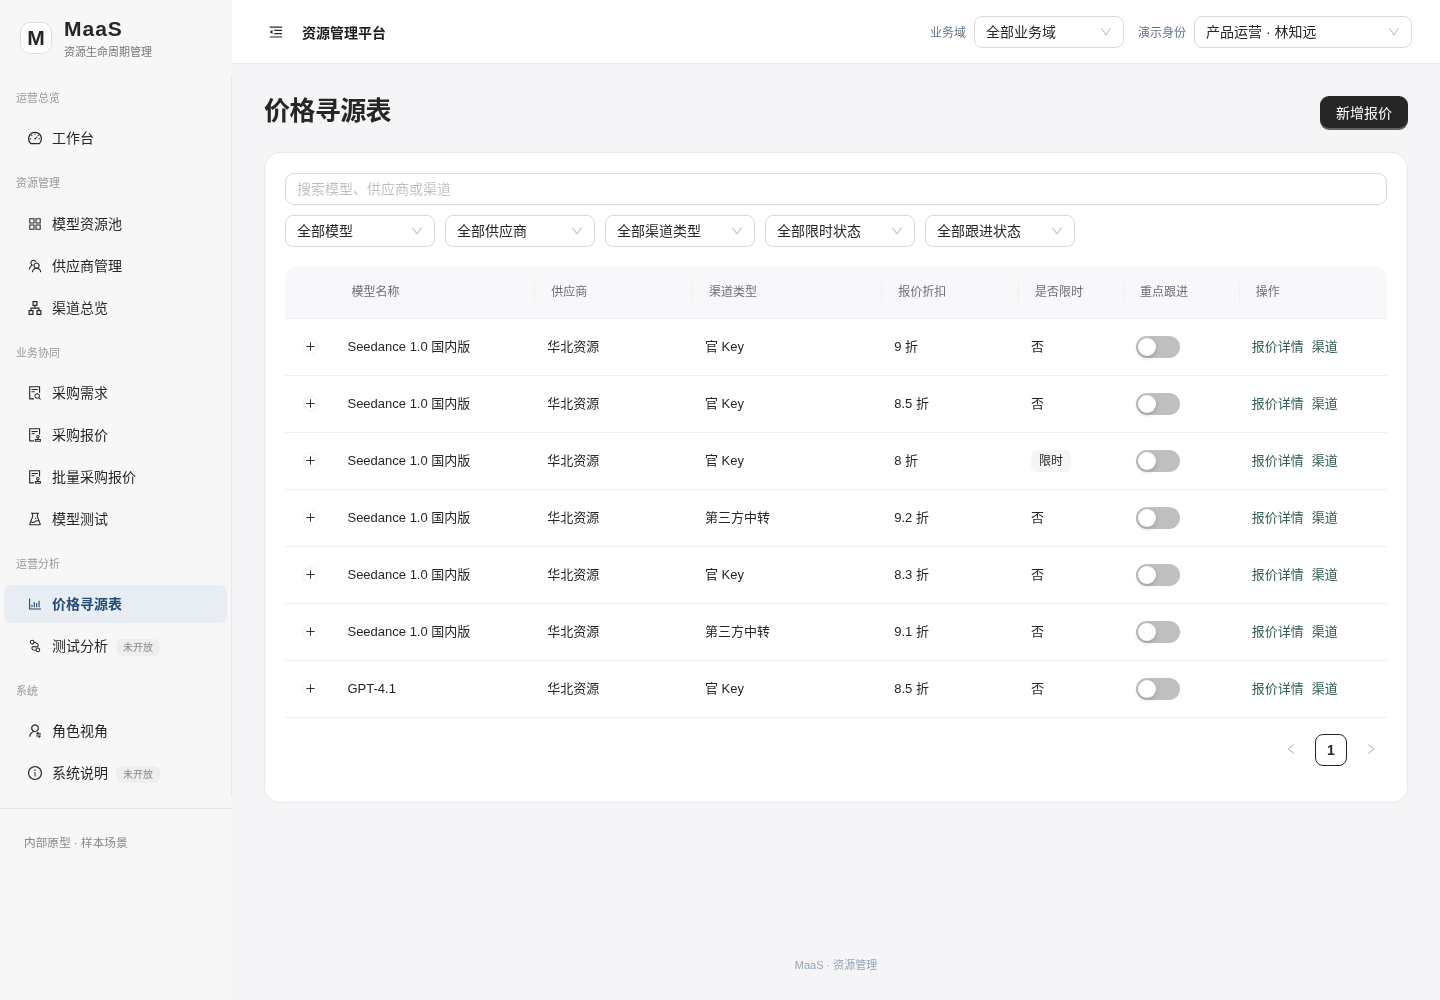 M
MaaS
资源生命周期管理
资源管理平台
业务域
全部业务域
演示身份
产品运营 · 林知远
运营总览
工作台
资源管理
模型资源池
供应商管理
渠道总览
业务协同
采购需求
采购报价
批量采购报价
模型测试
运营分析
价格寻源表
测试分析 未开放
系统
角色视角
系统说明 未开放
内部原型 · 样本场景
价格寻源表
新增报价
搜索模型、供应商或渠道
全部模型 全部供应商 全部渠道类型 全部限时状态 全部跟进状态
模型名称 供应商 渠道类型 报价折扣 是否限时 重点跟进 操作
Seedance 1.0 国内版 华北资源 官 Key 9 折 否 报价详情 渠道
Seedance 1.0 国内版 华北资源 官 Key 8.5 折 否 报价详情 渠道
Seedance 1.0 国内版 华北资源 官 Key 8 折 限时 报价详情 渠道
Seedance 1.0 国内版 华北资源 第三方中转 9.2 折 否 报价详情 渠道
Seedance 1.0 国内版 华北资源 官 Key 8.3 折 否 报价详情 渠道
Seedance 1.0 国内版 华北资源 第三方中转 9.1 折 否 报价详情 渠道
GPT-4.1 华北资源 官 Key 8.5 折 否 报价详情 渠道
1
MaaS · 资源管理